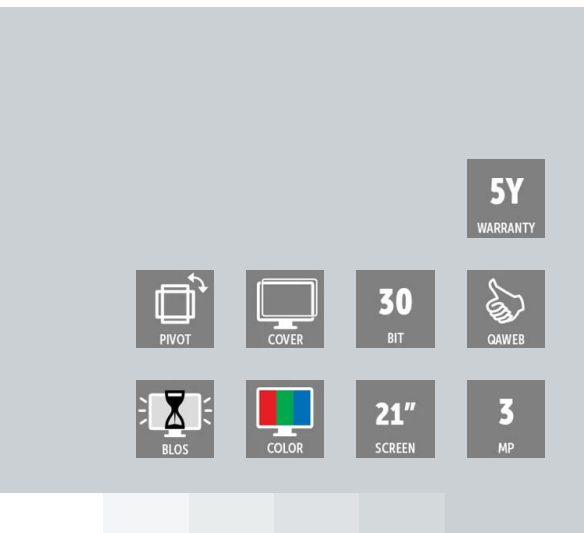 5Y
WARRANTY
PIVOT
COVER
30
BIT
QAWEB
BLOS
COLOR
21″
SCREEN
3
MP